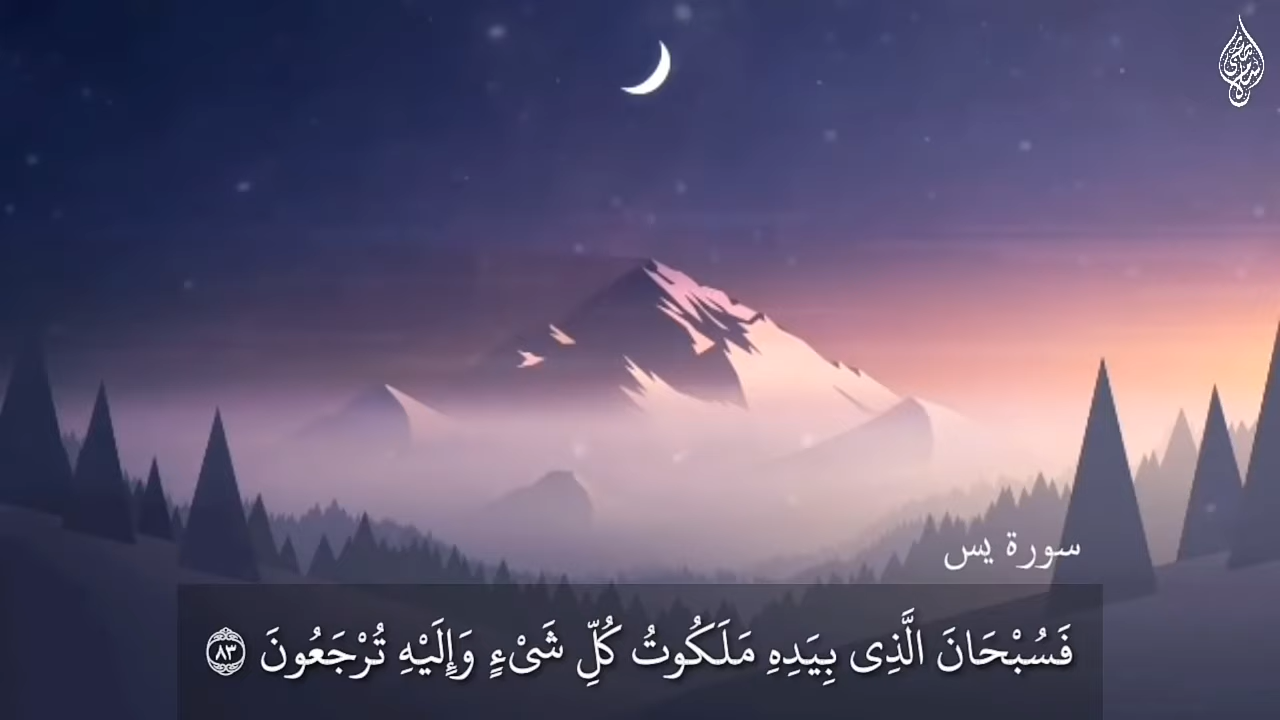 سورة يس
فَسُبْحَانَ الَّذِى بِيَدِهِ مَلَكُوتُ كُلِّ شَىْءٍ وَإِلَيْهِ تُرْجَعُونَ ٨٣